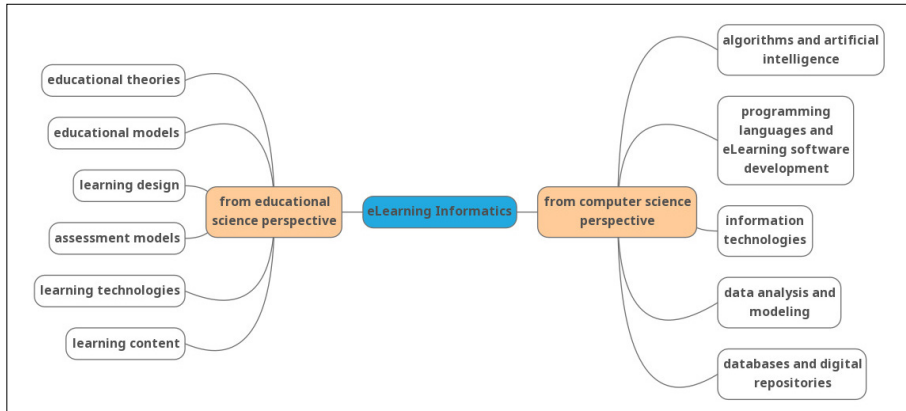 educational theories
educational models
learning design
assessment models
learning technologies
learning content
from educational
science perspective
eLearning Informatics
from computer science
perspective
algorithms and artificial
intelligence
programming
languages and
eLearning software
development
information
technologies
data analysis and
modeling
databases and digital
repositories